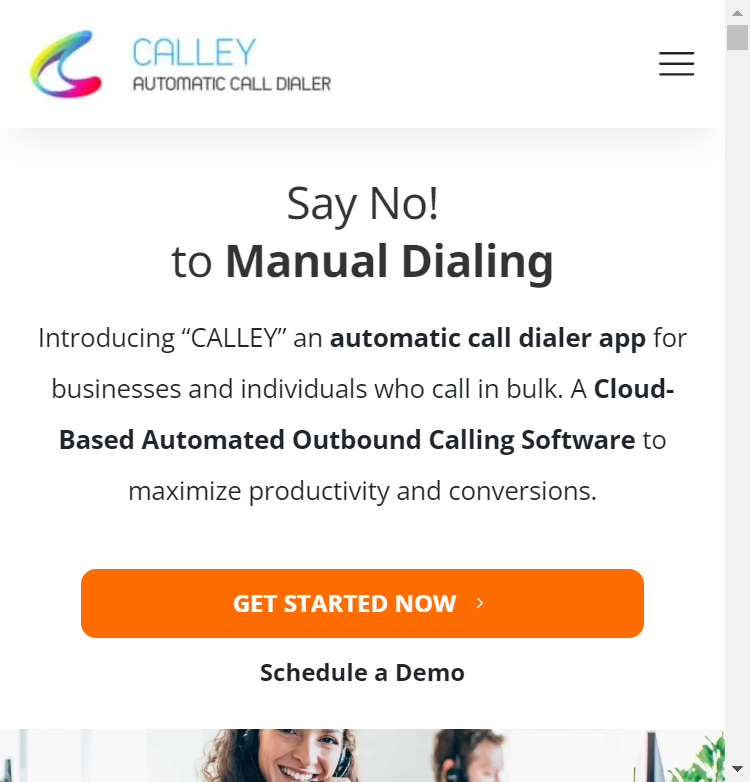 CALLEY
AUTOMATIC CALL DIALER
Say No!
to Manual Dialing
Introducing “CALLEY” an automatic call dialer app for
businesses and individuals who call in bulk. A Cloud-
Based Automated Outbound Calling Software to
maximize productivity and conversions.
GET STARTED NOW
Schedule a Demo